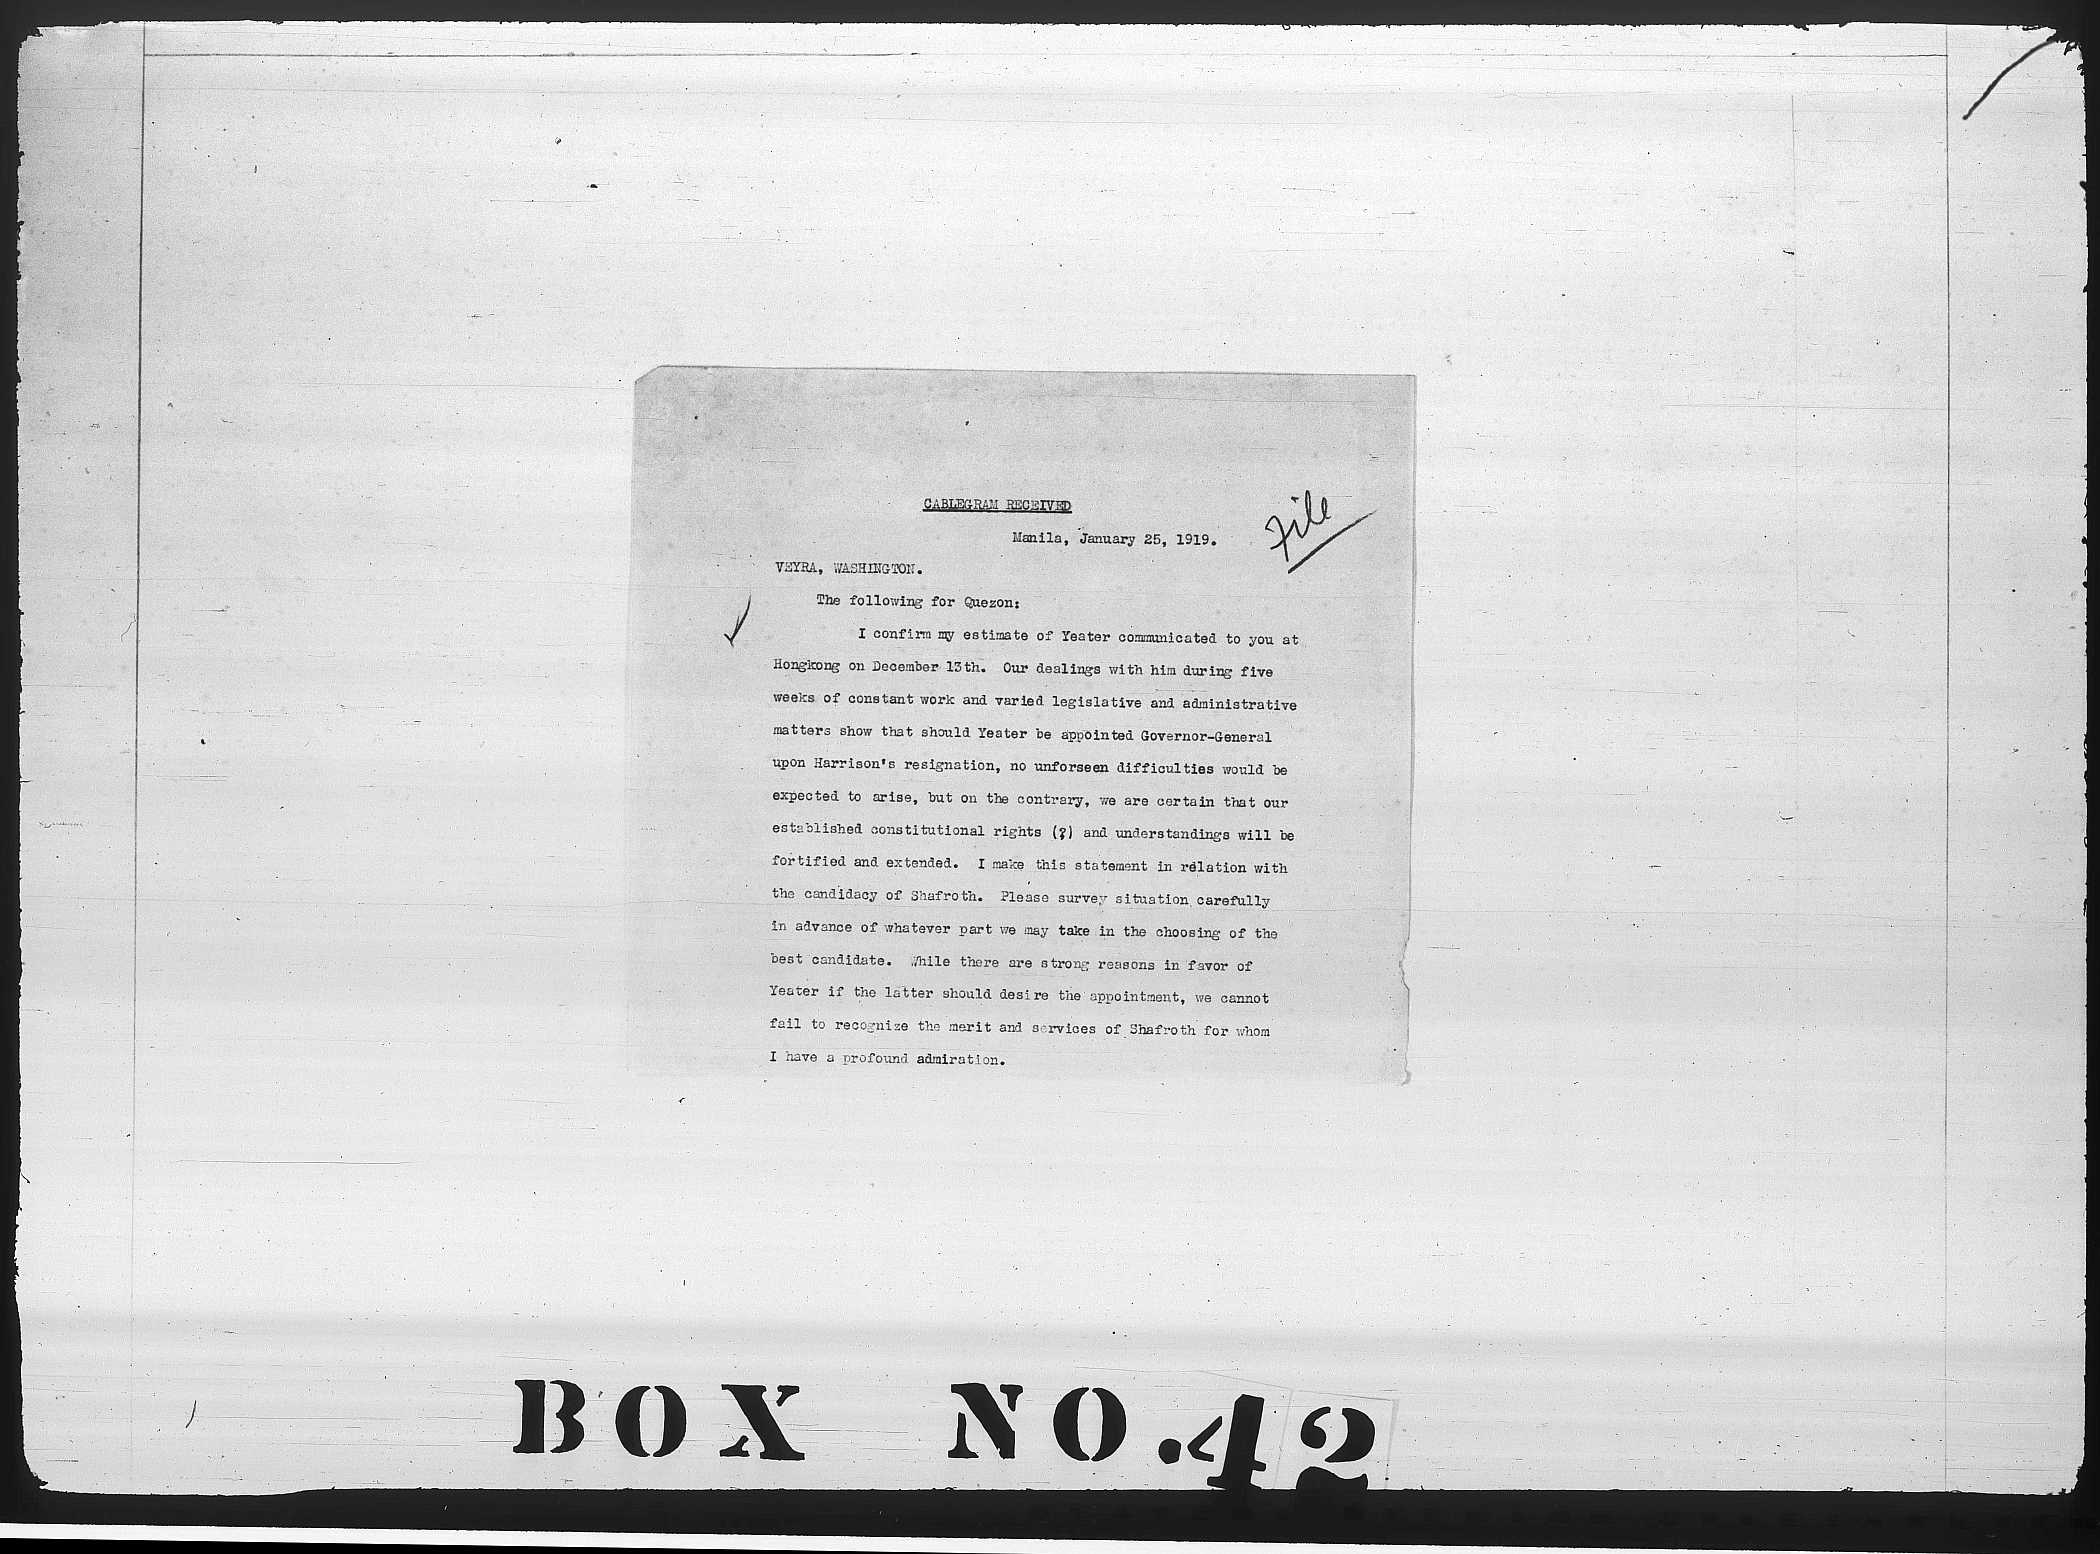 CABLEGRAM RECEIVED
File
Manila, January 25, 1919.
VEYRA, WASHINGTON.
The following for Quezon:
I confirm my estimate of Yeater communicated to you at
Hongkong on December 13th. Our dealings with him during five
weeks of constant work and varied legislative and administrative
matters show that should Yeater be appointed Governor-General
upon Harrison's resignation, no unforseen difficulties would be
expected to arise, but on the contrary, we are certain that our
established constitutional rights (?) and understandings will be
fortified and extended. I make this statement in relation with
the candidacy of Shafroth. Please survey situation carefully
in advance of whatever part we may take in the choosing of the
best candidate. While there are strong reasons in favor of
Yeater if the latter should desire the appointment, we cannot
fail to recognize the merit and services of Shafroth for whom
I have a profound admiration.
BOX NO.42